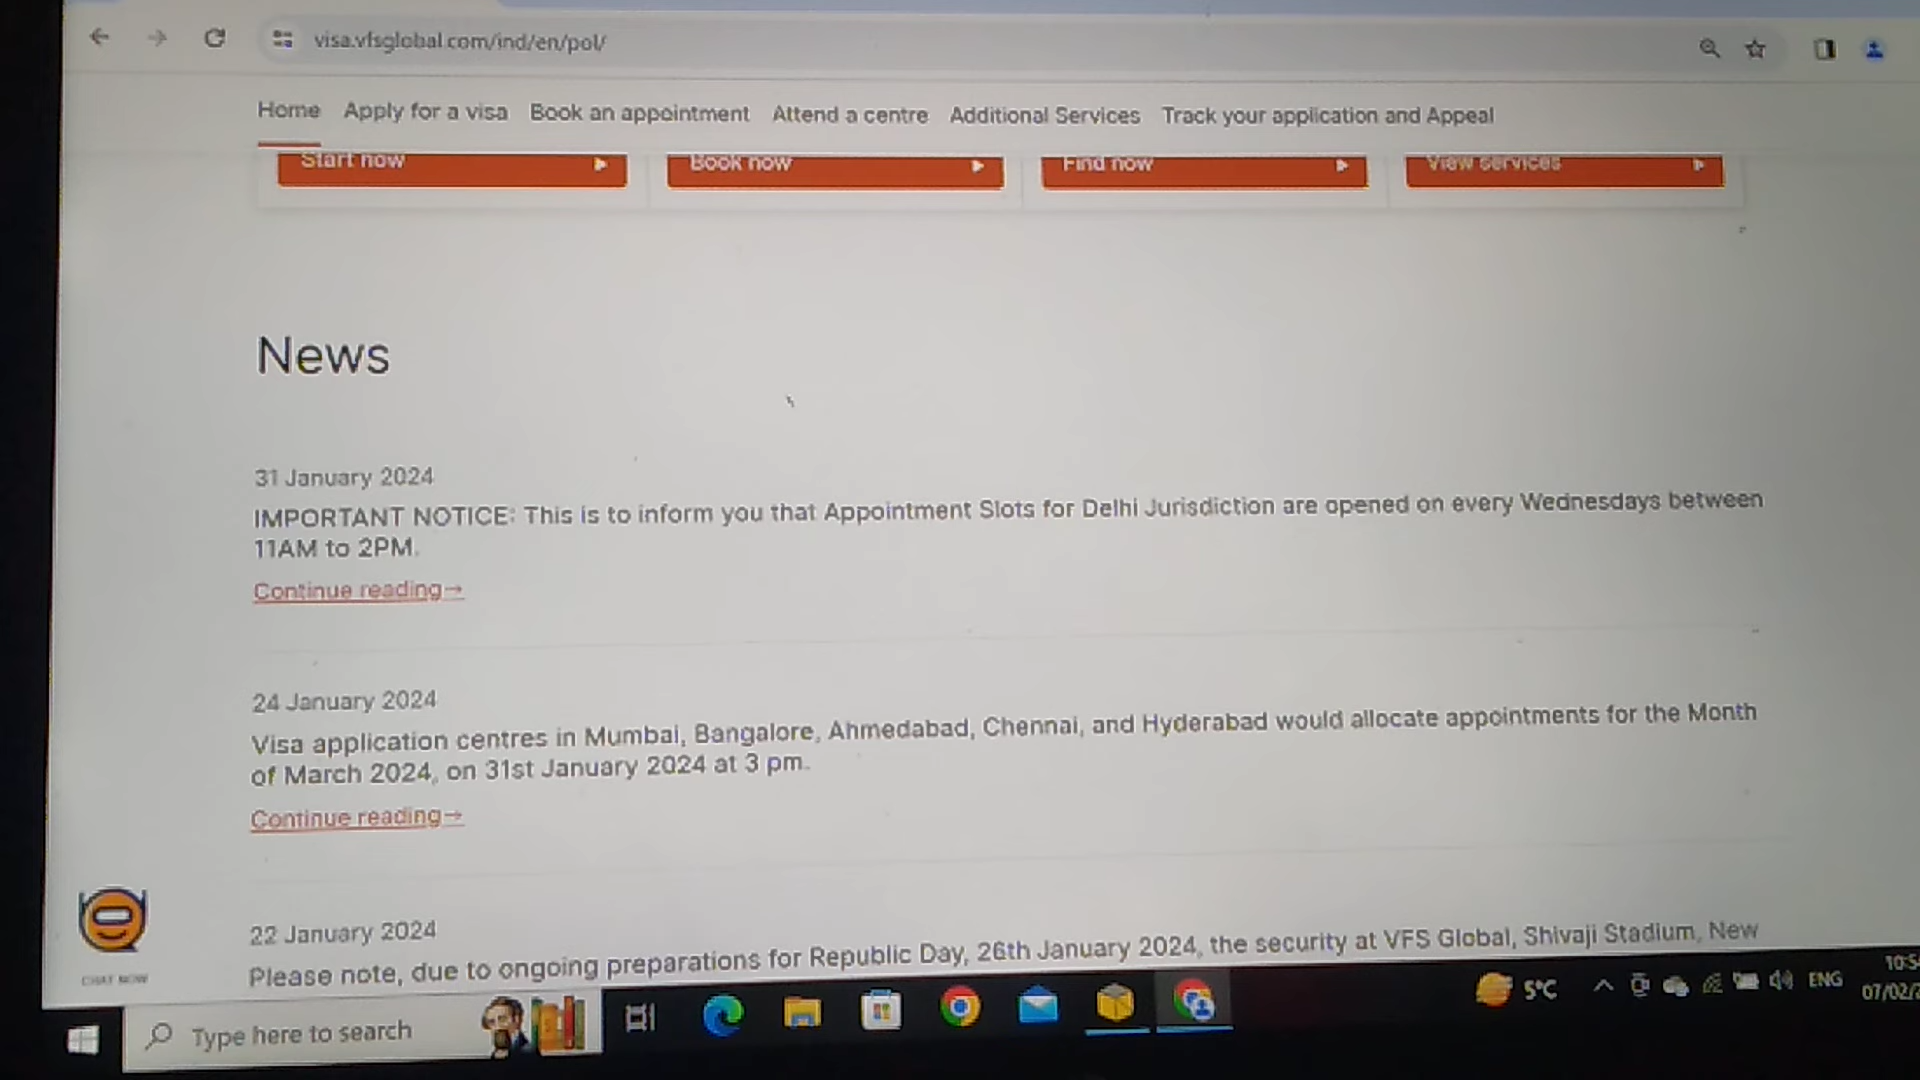 visa.vfsglobal.com/ind/en/pol/
Home Apply for a visa Book an appointment Attend a centre Additional Services Track your application and Appeal
Start now Book now Find now View services
News
31 January 2024
IMPORTANT NOTICE: This is to inform you that Appointment Slots for Delhi Jurisdiction are opened on every Wednesdays between
11AM to 2PM.
Continue reading→
24 January 2024
Visa application centres in Mumbai, Bangalore, Ahmedabad, Chennai, and Hyderabad would allocate appointments for the Month
of March 2024, on 31st January 2024 at 3 pm.
Continue reading→
22 January 2024
Please note, due to ongoing preparations for Republic Day, 26th January 2024, the security at VFS Global, Shivaji Stadium, New
CHAT NOW
Type here to search
5°C
ENG
10:5
07/02/